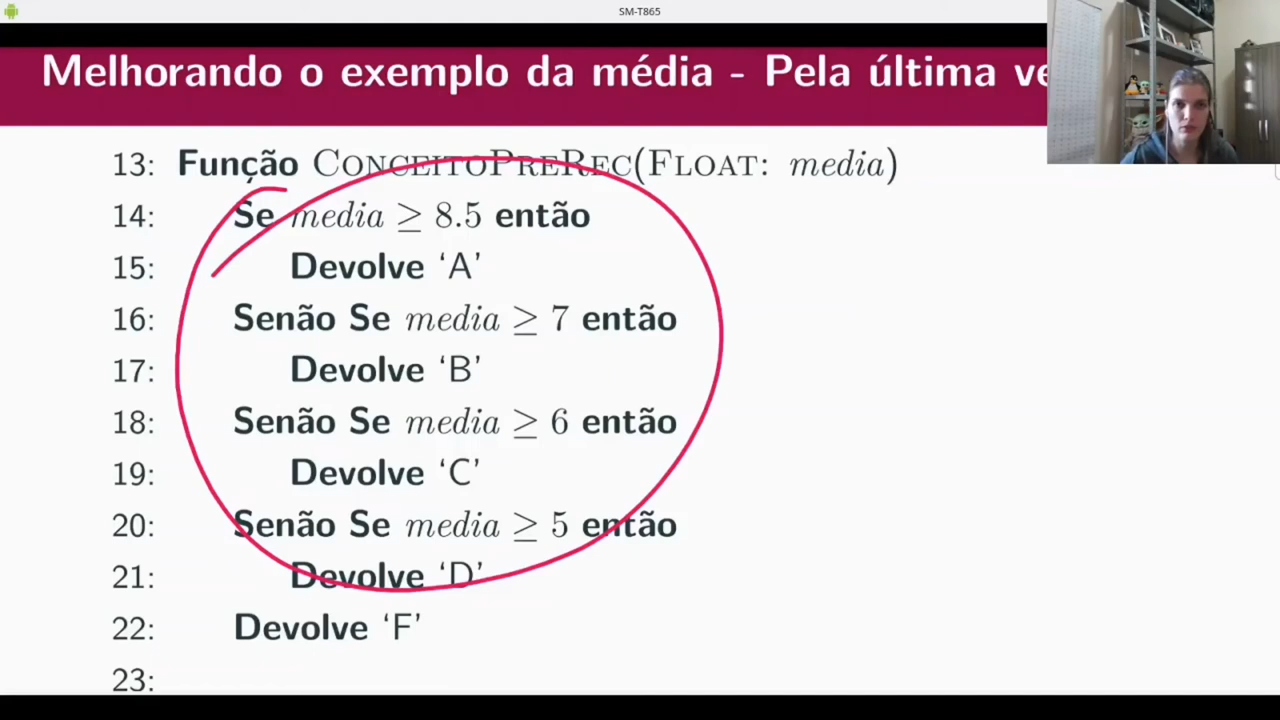 SM-T865
Melhorando o exemplo da média - Pela última
13: Função ConceitoPreRec(Float: media)
14: Se media ≥ 8.5 então
15: Devolve ‘A’
16: Senão Se media ≥ 7 então
17: Devolve ‘B’
18: Senão Se media ≥ 6 então
19: Devolve ‘C’
20: Senão Se media ≥ 5 então
21: Devolve ‘D’
22: Devolve ‘F’
23: